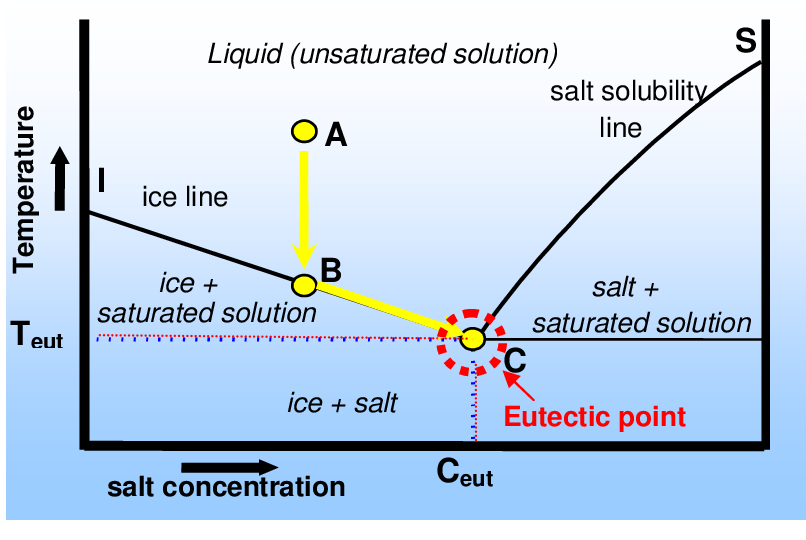 Liquid (unsaturated solution)
S
salt solubility
line
A
Temperature
I
ice line
B
ice +
saturated solution
salt +
saturated solution
Teut
C
ice + salt
Eutectic point
Ceut
salt concentration